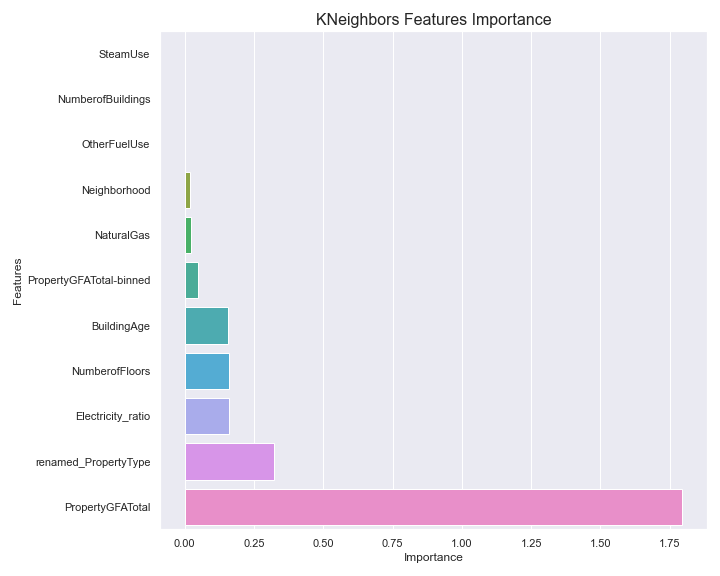 KNeighbors Features Importance
SteamUse
NumberofBuildings
OtherFuelUse
Neighborhood
NaturalGas
PropertyGFATotal-binned
BuildingAge
NumberofFloors
Electricity_ratio
renamed_PropertyType
PropertyGFATotal
Features
0.00 0.25 0.50 0.75 1.00 1.25 1.50 1.75
Importance